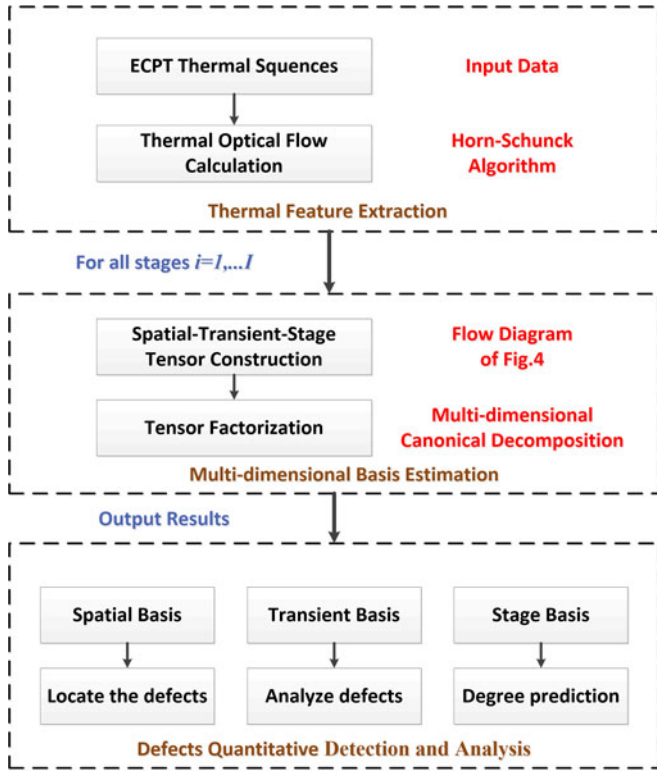 ECPT Thermal Squences
Input Data
Thermal Optical Flow
Calculation
Horn-Schunck
Algorithm
Thermal Feature Extraction
For all stages i=1,...I
Spatial-Transient-Stage
Tensor Construction
Flow Diagram
of Fig.4
Tensor Factorization
Multi-dimensional
Canonical Decomposition
Multi-dimensional Basis Estimation
Output Results
Spatial Basis
Transient Basis
Stage Basis
Locate the defects
Analyze defects
Degree prediction
Defects Quantitative Detection and Analysis